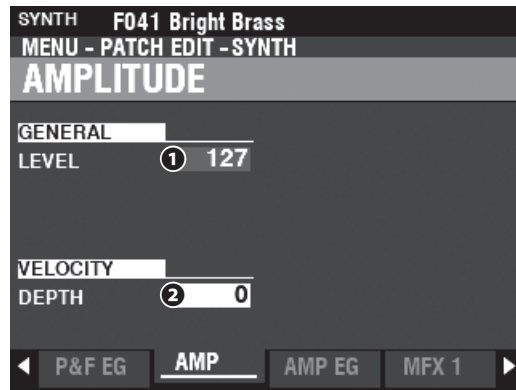 SYNTH F041 Bright Brass
MENU - PATCH EDIT - SYNTH
AMPLITUDE
GENERAL
LEVEL 1 127
VELOCITY
DEPTH 2 0
◀ P&F EG AMP AMP EG MFX 1 ▶